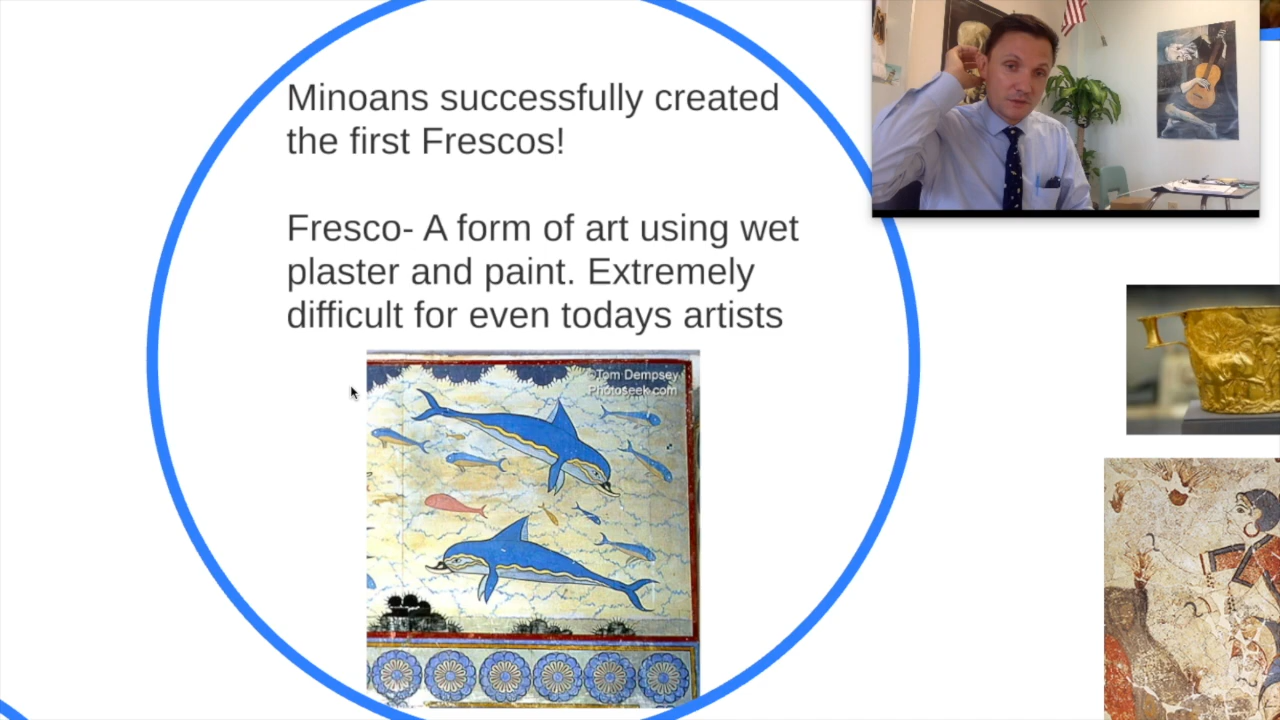 Minoans successfully created
the first Frescos!
Fresco- A form of art using wet
plaster and paint. Extremely
difficult for even todays artists
©Tom Dempsey
Photoseek.com